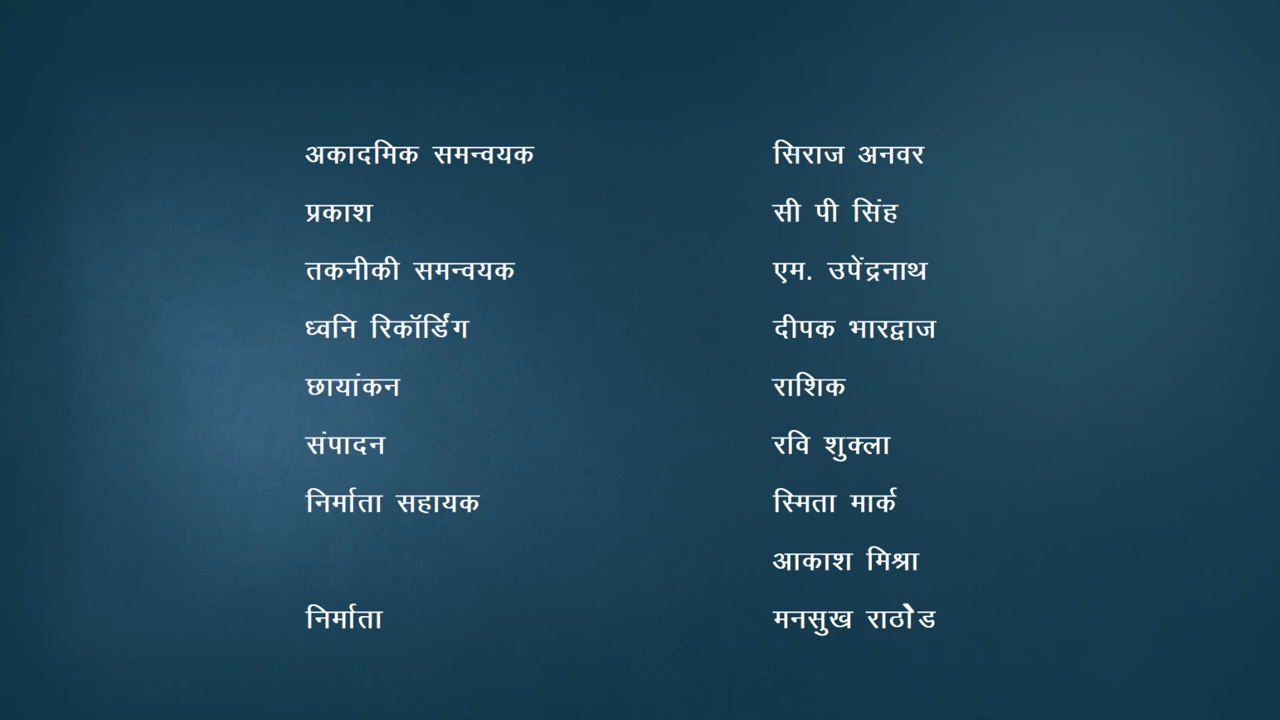 अकादमिक समन्वयक सिराज अनवर
प्रकाश सी पी सिंह
तकनीकी समन्वयक एम. उपेंद्रनाथ
ध्वनि रिकॉर्डिंग दीपक भारद्वाज
छायांकन राशिक
संपादन रवि शुक्ला
निर्माता सहायक स्मिता मार्क
आकाश मिश्रा
निर्माता मनसुख राठोड